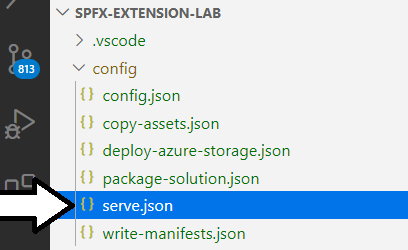 SPFX-EXTENSION-LAB
.vscode
config
{} config.json
{} copy-assets.json
{} deploy-azure-storage.json
{} package-solution.json
{} serve.json
{} write-manifests.json
813